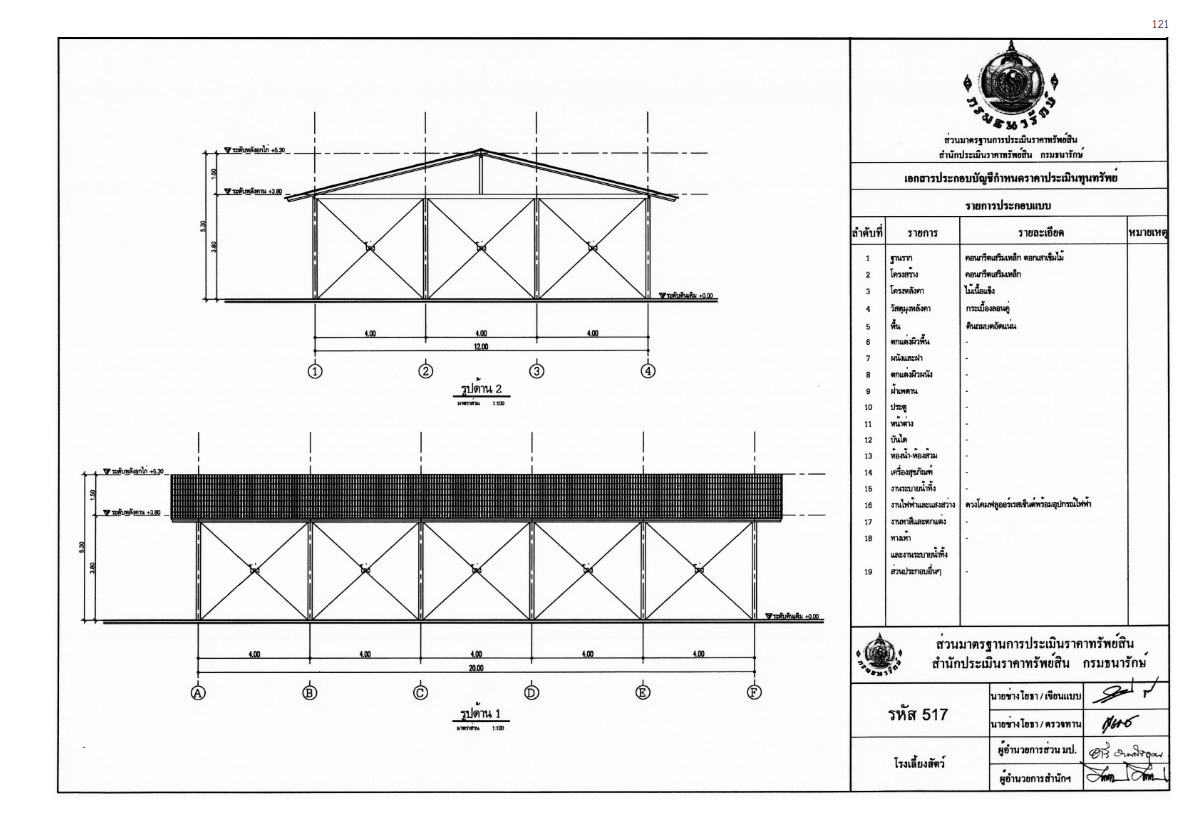 121
ระดับหลังอกไก่ +5.30
1.50
ระดับหลังคาน +3.80
5.30
3.80
ระดับดินเดิม +0.00
4.00 4.00 4.00
12.00
1 2 3 4
รูปด้าน 2
มาตราส่วน 1:100
ระดับหลังอกไก่ +5.30
1.50
ระดับหลังคาน +3.80
5.30
3.80
ระดับดินเดิม +0.00
4.00 4.00 4.00 4.00 4.00
20.00
A B C D E F
รูปด้าน 1
มาตราส่วน 1:100
กรมธนารักษ์
ส่วนมาตรฐานการประเมินราคาทรัพย์สิน
สำนักประเมินราคาทรัพย์สิน กรมธนารักษ์
เอกสารประกอบบัญชีกำหนดราคาประเมินทุนทรัพย์
รายการประกอบแบบ
ลำดับที่ รายการ รายละเอียด หมายเหตุ
1 ฐานราก คอนกรีตเสริมเหล็ก ตอกเสาเข็มไม้
2 โครงสร้าง คอนกรีตเสริมเหล็ก
3 โครงหลังคา ไม้เนื้อแข็ง
4 วัสดุมุงหลังคา กระเบื้องลอนคู่
5 พื้น ดินถมบดอัดแน่น
6 ตกแต่งผิวพื้น -
7 ผนังและฝา -
8 ตกแต่งผิวผนัง -
9 ฝ้าเพดาน -
10 ประตู -
11 หน้าต่าง -
12 บันได -
13 ห้องน้ำ-ห้องส้วม -
14 เครื่องสุขภัณฑ์ -
15 งานระบายน้ำทิ้ง -
16 งานไฟฟ้าและแสงสว่าง ดวงโคมฟลูออร์เรสเซ็นต์พร้อมอุปกรณ์ไฟฟ้า
17 งานทาสีและตกแต่ง -
18 ทางเท้า -
และงานระบายน้ำทิ้ง
19 ส่วนประกอบอื่นๆ -
กรมธนารักษ์
ส่วนมาตรฐานการประเมินราคาทรัพย์สิน
สำนักประเมินราคาทรัพย์สิน กรมธนารักษ์
รหัส 517
นายช่างโยธา / เขียนแบบ
นายช่างโยธา / ตรวจทาน
โรงเลี้ยงสัตว์
ผู้อำนวยการส่วน มป.
ผู้อำนวยการสำนักฯ